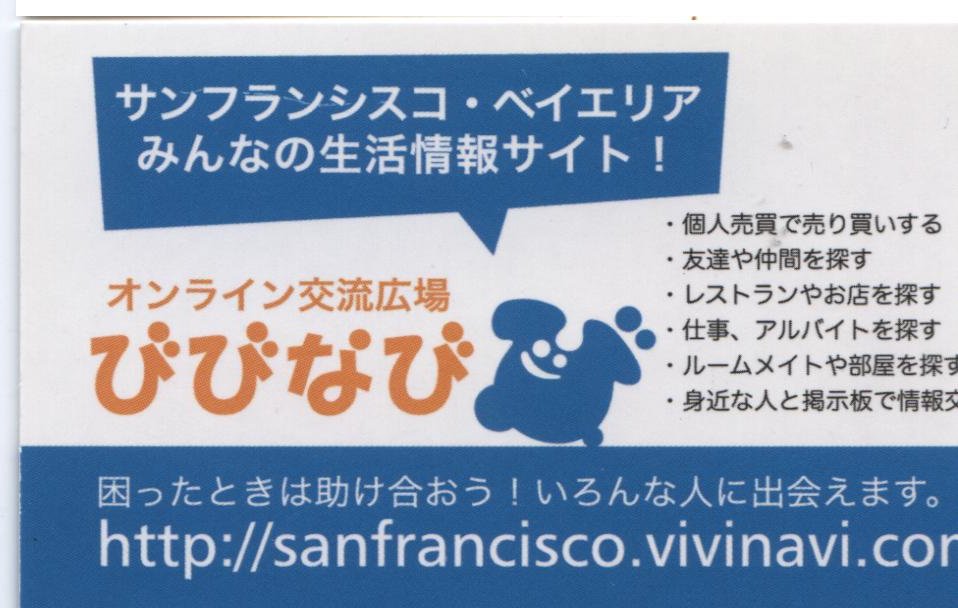 サンフランシスコ・ベイエリア
みんなの生活情報サイト！
オンライン交流広場
びびなび
・個人売買で売り買いする
・友達や仲間を探す
・レストランやお店を探す
・仕事、アルバイトを探す
・ルームメイトや部屋を探す
・身近な人と掲示板で情報交
困ったときは助け合おう！いろんな人に出会えます。
http://sanfrancisco.vivinavi.com